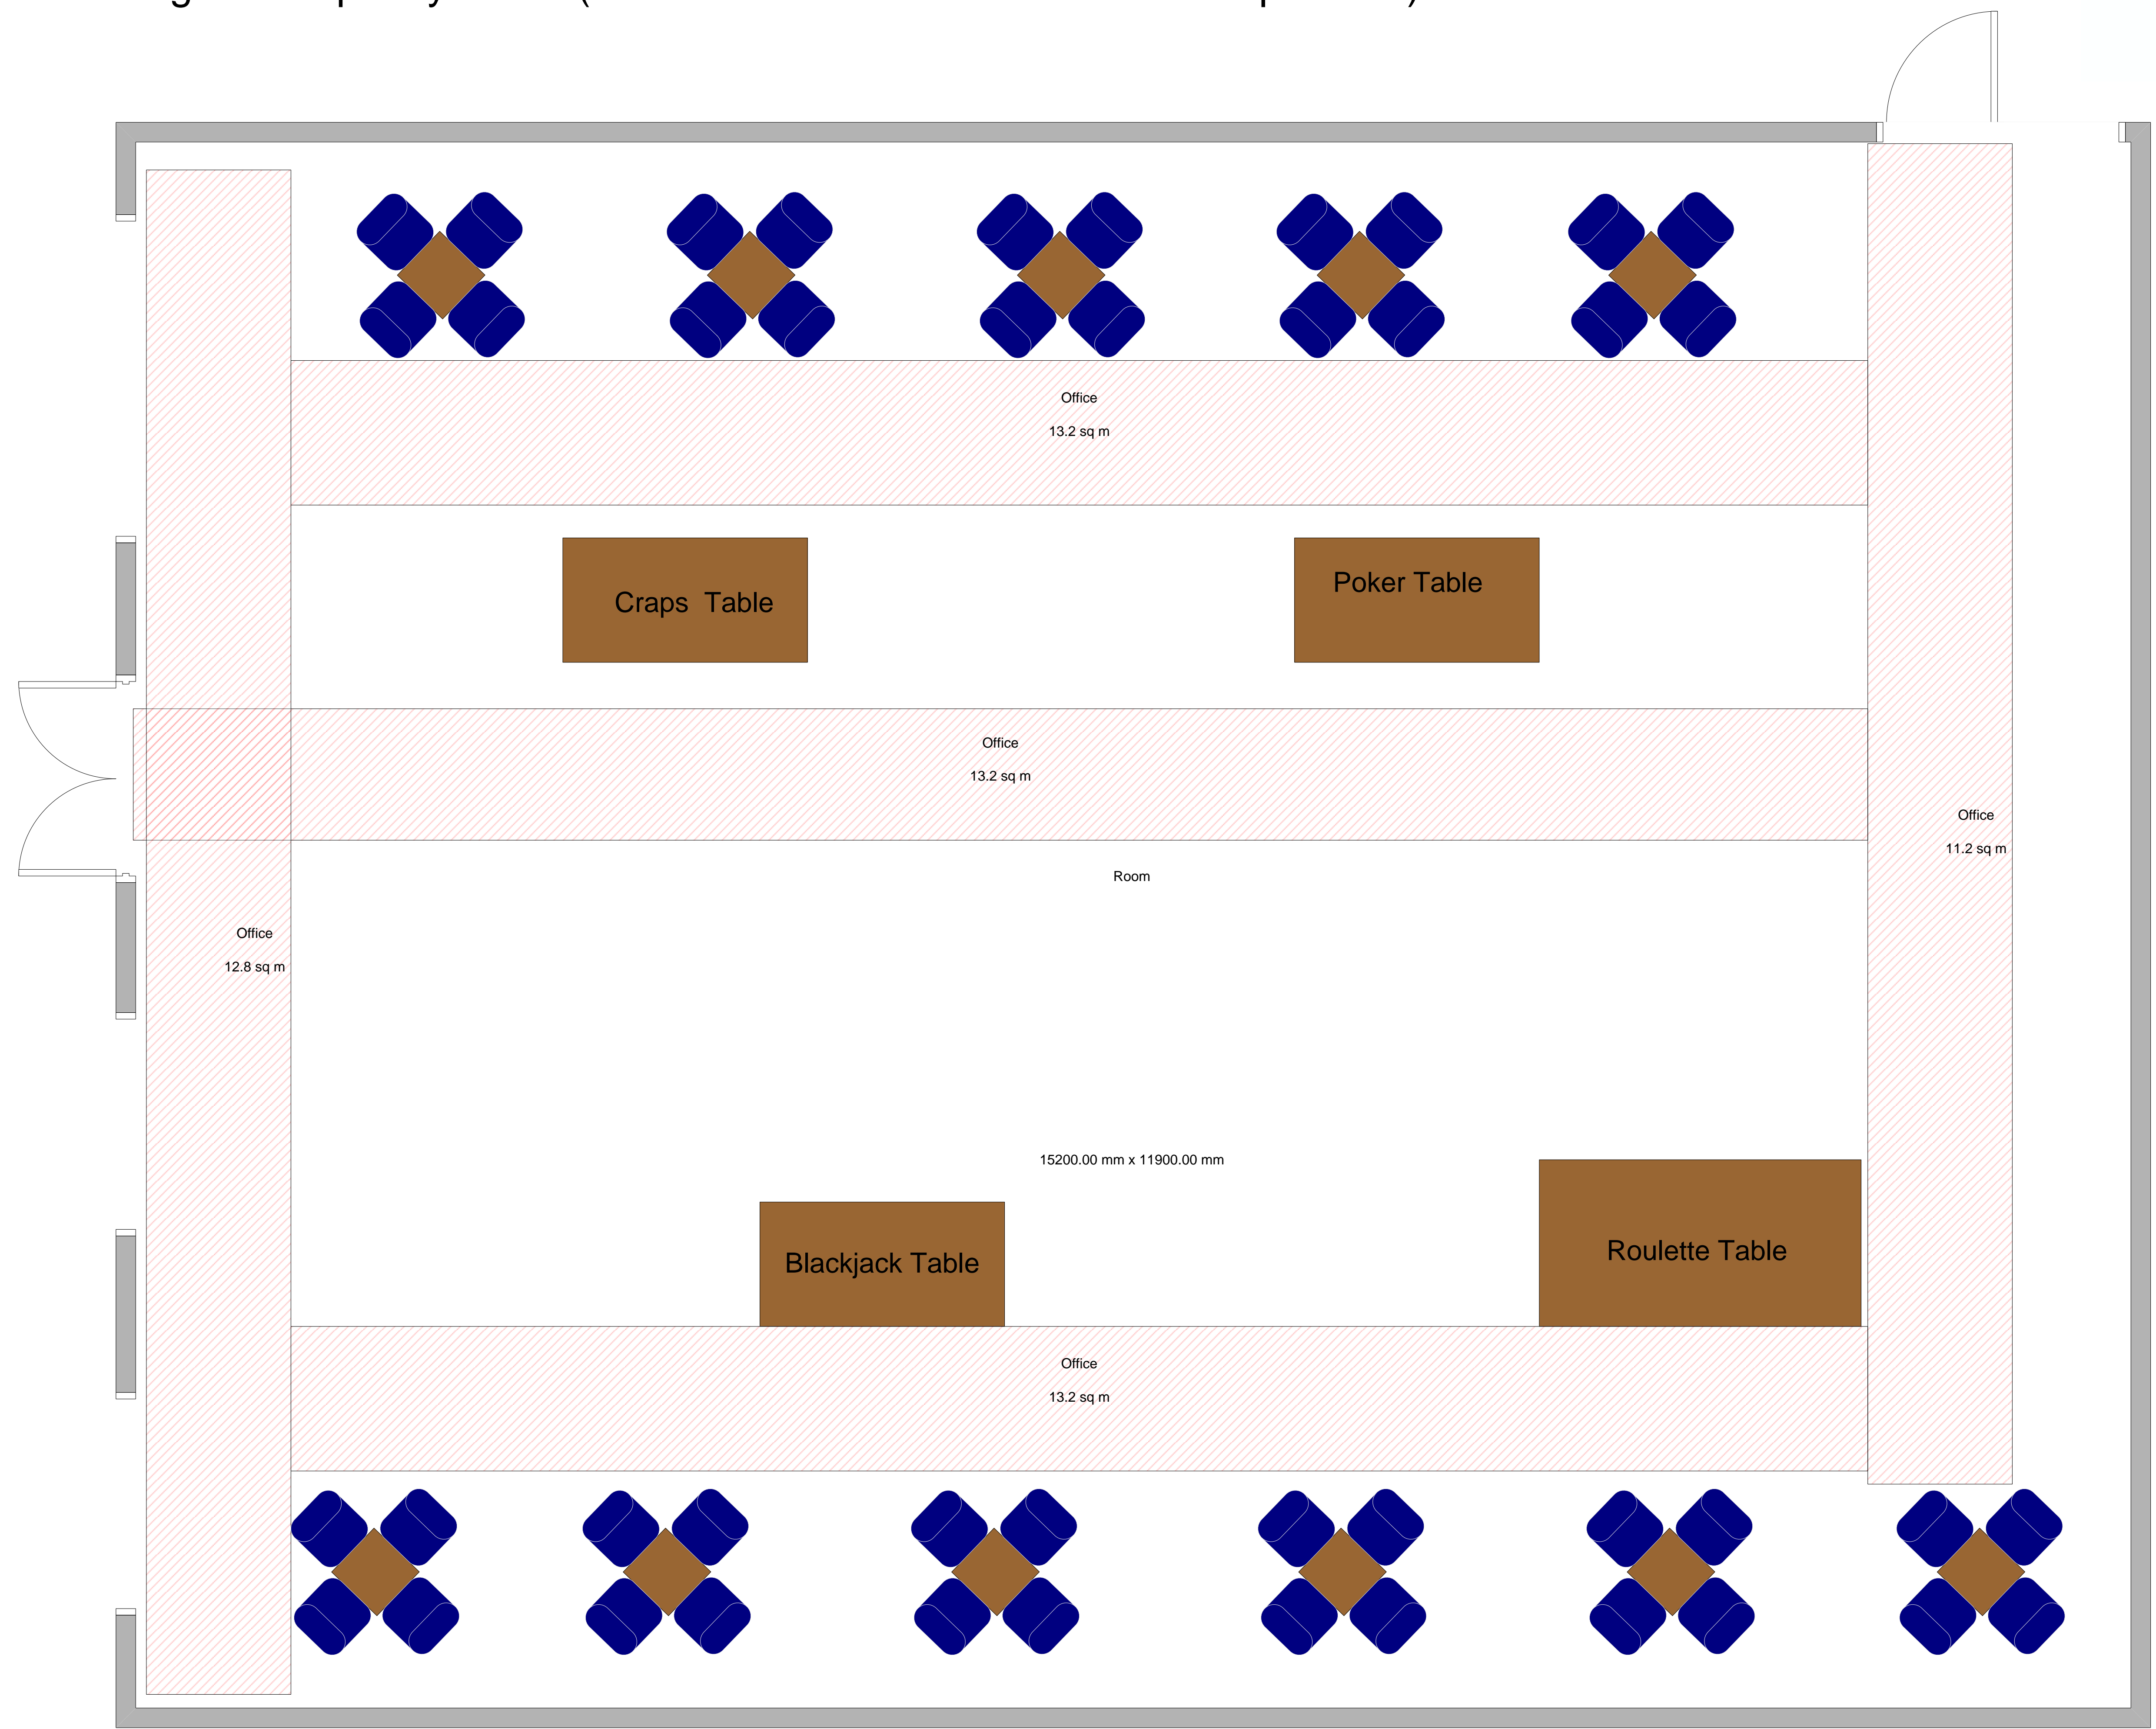 Office
13.2 sq m
Craps  Table
Poker Table
Office
13.2 sq m
Office
11.2 sq m
Room
Office
12.8 sq m
15200.00 mm x 11900.00 mm
Blackjack Table
Roulette Table
Office
13.2 sq m